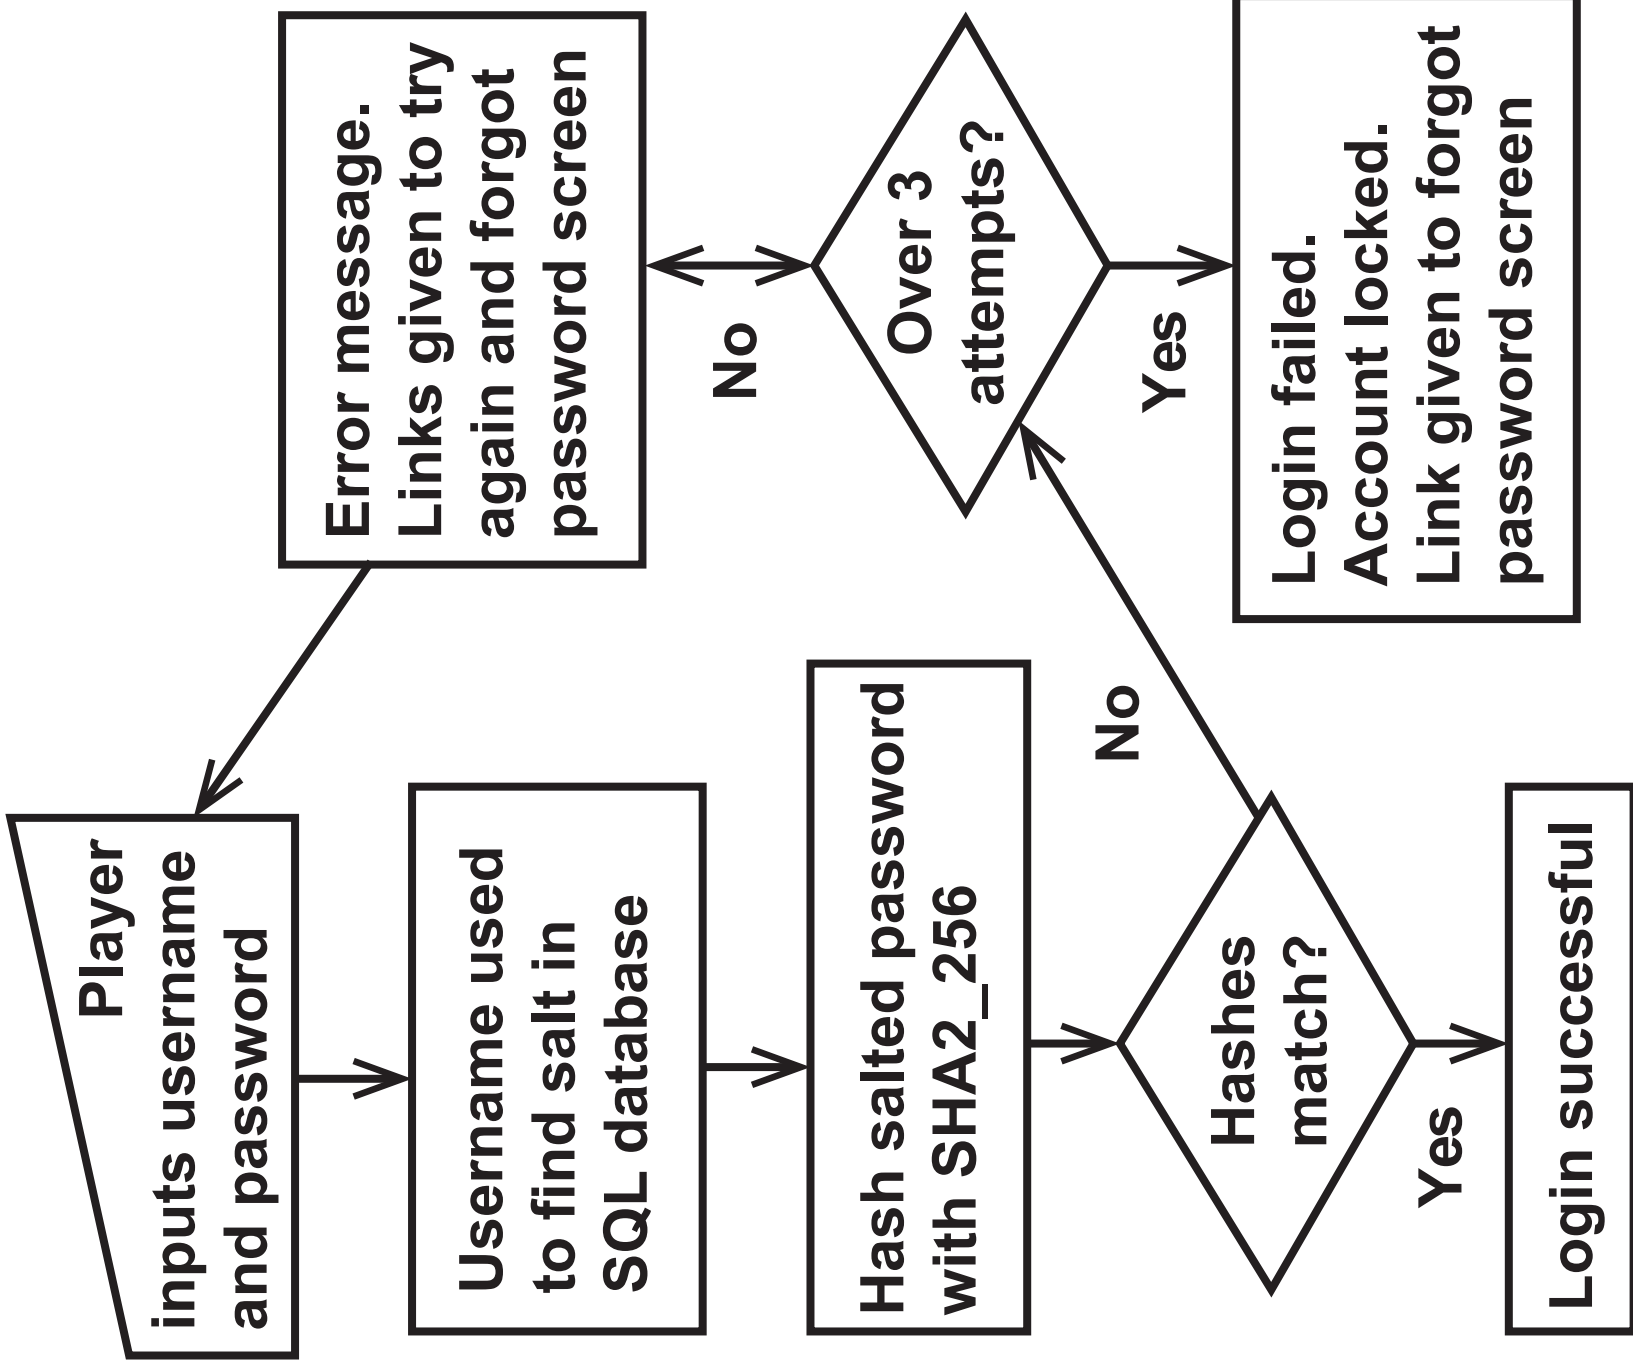 Player
inputs username
and password
Username used
to find salt in
SQL database
Hash salted password
with SHA2_256
Hashes
match?
Yes
Login successful
No
Over 3
attempts?
No
Error message.
Links given to try
again and forgot
password screen
Yes
Login failed.
Account locked.
Link given to forgot
password screen